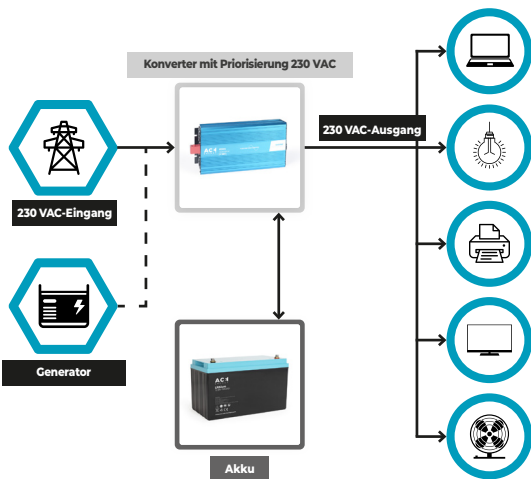 Konverter mit Priorisierung 230 VAC
230 VAC-Ausgang
230 VAC-Eingang
Generator
Akku